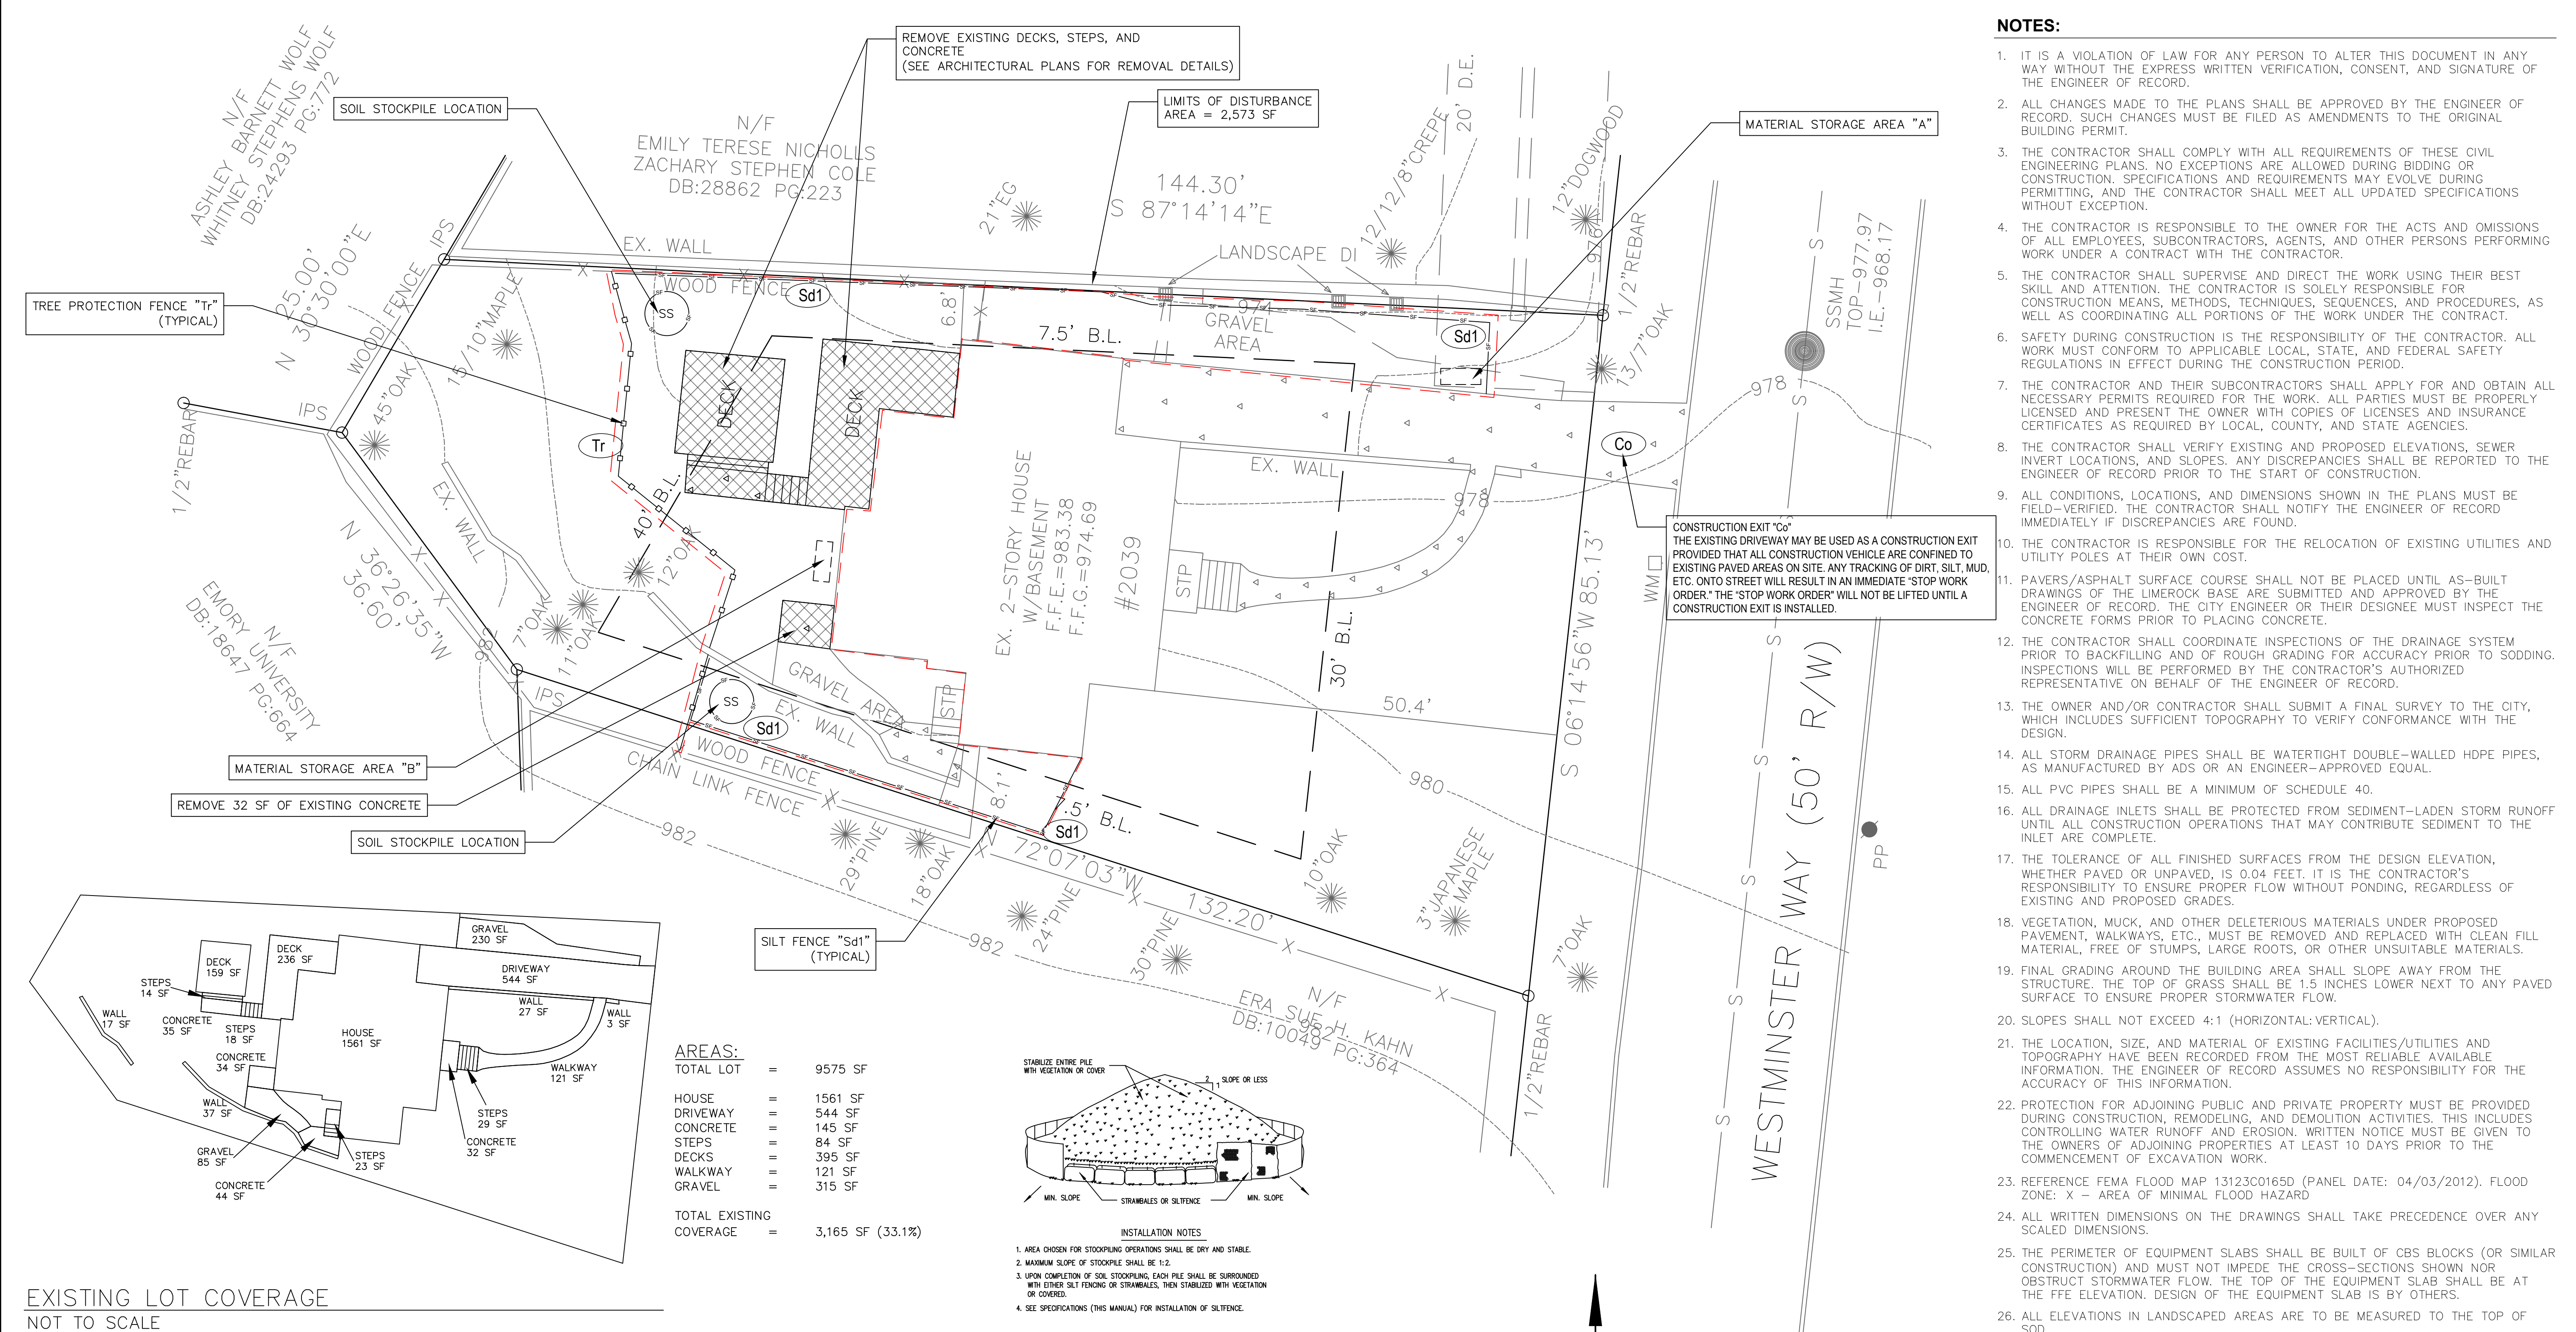 REMOVE EXISTING DECKS, STEPS, AND
CONCRETE
(SEE ARCHITECTURAL PLANS FOR REMOVAL DETAILS)
SOIL STOCKPILE LOCATION
LIMITS OF DISTURBANCE
AREA = 2,573 SF
MATERIAL STORAGE AREA "A"
N/F
ASHLEY BARNETT WOLF
WHITNEY STEPHENS WOLF
DB:24293 PG:772
N/F
EMILY TERESE NICHOLLS
ZACHARY STEPHEN COLE
DB:28862 PG:223
21"EG
144.30'
S 87°14'14"E
12/12/8"CREPE
20' D.E.
12"DOGWOOD
976
1/2"REBAR
SSMH
TOP-977.97
I.E.-968.17
25.00'
N 30°30'00"E
IPS
EX. WALL
LANDSCAPE DI
TREE PROTECTION FENCE "Tr"
(TYPICAL)
WOOD FENCE
15/10"MAPLE
SS
WOOD FENCE
Sd1
6.8'
7.5' B.L.
974
GRAVEL
AREA
Sd1
13/7"OAK
978
IPS
45"OAK
1/2"REBAR
DECK
DECK
Tr
Co
EX. WALL
978
EX. WALL
40' B.L.
12"OAK
EX. 2-STORY HOUSE
W/BASEMENT
F.F.E.=983.38
F.F.G=974.69
#2039
STP
WM
S 06°14'56"W 85.13'
CONSTRUCTION EXIT "Co"
THE EXISTING DRIVEWAY MAY BE USED AS A CONSTRUCTION EXIT
PROVIDED THAT ALL CONSTRUCTION VEHICLE ARE CONFINED TO
EXISTING PAVED AREAS ON SITE. ANY TRACKING OF DIRT, SILT, MUD,
ETC. ONTO STREET WILL RESULT IN AN IMMEDIATE "STOP WORK
ORDER." THE "STOP WORK ORDER" WILL NOT BE LIFTED UNTIL A
CONSTRUCTION EXIT IS INSTALLED.
N 36°26'35"W
36.60'
N/F
EMORY UNIVERSITY
DB:18647 PG:664
982
7"OAK
11"OAK
IPS
30' B.L.
GRAVEL AREA
STP
SS
Sd1
EX. WALL
50.4'
WOOD FENCE
CHAIN LINK FENCE
8.1'
7.5' B.L.
Sd1
980
MATERIAL STORAGE AREA "B"
REMOVE 32 SF OF EXISTING CONCRETE
SOIL STOCKPILE LOCATION
982
29"PINE
18"OAK
N 72°07'03"W
132.20'
10"OAK
3"JAPANESE
MAPLE
PP
SILT FENCE "Sd1"
(TYPICAL)
982
24"PINE
30"PINE
7"OAK
N/F
ERA SUE H. KAHN
DB:10049 PG:364
982
1/2"REBAR
WESTMINSTER WAY (50' R/W)
GRAVEL
230 SF
DECK
236 SF
DECK
159 SF
STEPS
14 SF
DRIVEWAY
544 SF
WALL
17 SF
CONCRETE
35 SF
STEPS
18 SF
WALL
27 SF
WALL
3 SF
HOUSE
1561 SF
CONCRETE
34 SF
WALKWAY
121 SF
WALL
37 SF
STEPS
29 SF
CONCRETE
32 SF
GRAVEL
85 SF
STEPS
23 SF
CONCRETE
44 SF
EXISTING LOT COVERAGE
NOT TO SCALE
AREAS:
TOTAL LOT = 9575 SF
HOUSE = 1561 SF
DRIVEWAY = 544 SF
CONCRETE = 145 SF
STEPS = 84 SF
DECKS = 395 SF
WALKWAY = 121 SF
GRAVEL = 315 SF
TOTAL EXISTING
COVERAGE = 3,165 SF (33.1%)
STABILIZE ENTIRE PILE
WITH VEGETATION OR COVER
2
1
SLOPE OR LESS
MIN. SLOPE
STRAWBALES OR SILTFENCE
MIN. SLOPE
INSTALLATION NOTES
1. AREA CHOSEN FOR STOCKPILING OPERATIONS SHALL BE DRY AND STABLE.
2. MAXIMUM SLOPE OF STOCKPILE SHALL BE 1:2.
3. UPON COMPLETION OF SOIL STOCKPILING, EACH PILE SHALL BE SURROUNDED
WITH EITHER SILT FENCING OR STRAWBALES, THEN STABILIZED WITH VEGETATION
OR COVERED.
4. SEE SPECIFICATIONS (THIS MANUAL) FOR INSTALLATION OF SILTFENCE.
NOTES:
1. IT IS A VIOLATION OF LAW FOR ANY PERSON TO ALTER THIS DOCUMENT IN ANY
WAY WITHOUT THE EXPRESS WRITTEN VERIFICATION, CONSENT, AND SIGNATURE OF
THE ENGINEER OF RECORD.
2. ALL CHANGES MADE TO THE PLANS SHALL BE APPROVED BY THE ENGINEER OF
RECORD. SUCH CHANGES MUST BE FILED AS AMENDMENTS TO THE ORIGINAL
BUILDING PERMIT.
3. THE CONTRACTOR SHALL COMPLY WITH ALL REQUIREMENTS OF THESE CIVIL
ENGINEERING PLANS. NO EXCEPTIONS ARE ALLOWED DURING BIDDING OR
CONSTRUCTION. SPECIFICATIONS AND REQUIREMENTS MAY EVOLVE DURING
PERMITTING, AND THE CONTRACTOR SHALL MEET ALL UPDATED SPECIFICATIONS
WITHOUT EXCEPTION.
4. THE CONTRACTOR IS RESPONSIBLE TO THE OWNER FOR THE ACTS AND OMISSIONS
OF ALL EMPLOYEES, SUBCONTRACTORS, AGENTS, AND OTHER PERSONS PERFORMING
WORK UNDER A CONTRACT WITH THE CONTRACTOR.
5. THE CONTRACTOR SHALL SUPERVISE AND DIRECT THE WORK USING THEIR BEST
SKILL AND ATTENTION. THE CONTRACTOR IS SOLELY RESPONSIBLE FOR
CONSTRUCTION MEANS, METHODS, TECHNIQUES, SEQUENCES, AND PROCEDURES, AS
WELL AS COORDINATING ALL PORTIONS OF THE WORK UNDER THE CONTRACT.
6. SAFETY DURING CONSTRUCTION IS THE RESPONSIBILITY OF THE CONTRACTOR. ALL
WORK MUST CONFORM TO APPLICABLE LOCAL, STATE, AND FEDERAL SAFETY
REGULATIONS IN EFFECT DURING THE CONSTRUCTION PERIOD.
7. THE CONTRACTOR AND THEIR SUBCONTRACTORS SHALL APPLY FOR AND OBTAIN ALL
NECESSARY PERMITS REQUIRED FOR THE WORK. ALL PARTIES MUST BE PROPERLY
LICENSED AND PRESENT THE OWNER WITH COPIES OF LICENSES AND INSURANCE
CERTIFICATES AS REQUIRED BY LOCAL, COUNTY, AND STATE AGENCIES.
8. THE CONTRACTOR SHALL VERIFY EXISTING AND PROPOSED ELEVATIONS, SEWER
INVERT LOCATIONS, AND SLOPES. ANY DISCREPANCIES SHALL BE REPORTED TO THE
ENGINEER OF RECORD PRIOR TO THE START OF CONSTRUCTION.
9. ALL CONDITIONS, LOCATIONS, AND DIMENSIONS SHOWN IN THE PLANS MUST BE
FIELD-VERIFIED. THE CONTRACTOR SHALL NOTIFY THE ENGINEER OF RECORD
IMMEDIATELY IF DISCREPANCIES ARE FOUND.
10. THE CONTRACTOR IS RESPONSIBLE FOR THE RELOCATION OF EXISTING UTILITIES AND
UTILITY POLES AT THEIR OWN COST.
11. PAVERS/ASPHALT SURFACE COURSE SHALL NOT BE PLACED UNTIL AS-BUILT
DRAWINGS OF THE LIMEROCK BASE ARE SUBMITTED AND APPROVED BY THE
ENGINEER OF RECORD. THE CITY ENGINEER OR THEIR DESIGNEE MUST INSPECT THE
CONCRETE FORMS PRIOR TO PLACING CONCRETE.
12. THE CONTRACTOR SHALL COORDINATE INSPECTIONS OF THE DRAINAGE SYSTEM
PRIOR TO BACKFILLING AND OF ROUGH GRADING FOR ACCURACY PRIOR TO SODDING.
INSPECTIONS WILL BE PERFORMED BY THE CONTRACTOR'S AUTHORIZED
REPRESENTATIVE ON BEHALF OF THE ENGINEER OF RECORD.
13. THE OWNER AND/OR CONTRACTOR SHALL SUBMIT A FINAL SURVEY TO THE CITY,
WHICH INCLUDES SUFFICIENT TOPOGRAPHY TO VERIFY CONFORMANCE WITH THE
DESIGN.
14. ALL STORM DRAINAGE PIPES SHALL BE WATERTIGHT DOUBLE-WALLED HDPE PIPES,
AS MANUFACTURED BY ADS OR AN ENGINEER-APPROVED EQUAL.
15. ALL PVC PIPES SHALL BE A MINIMUM OF SCHEDULE 40.
16. ALL DRAINAGE INLETS SHALL BE PROTECTED FROM SEDIMENT-LADEN STORM RUNOFF
UNTIL ALL CONSTRUCTION OPERATIONS THAT MAY CONTRIBUTE SEDIMENT TO THE
INLET ARE COMPLETE.
17. THE TOLERANCE OF ALL FINISHED SURFACES FROM THE DESIGN ELEVATION,
WHETHER PAVED OR UNPAVED, IS 0.04 FEET. IT IS THE CONTRACTOR'S
RESPONSIBILITY TO ENSURE PROPER FLOW WITHOUT PONDING, REGARDLESS OF
EXISTING AND PROPOSED GRADES.
18. VEGETATION, MUCK, AND OTHER DELETERIOUS MATERIALS UNDER PROPOSED
PAVEMENT, WALKWAYS, ETC., MUST BE REMOVED AND REPLACED WITH CLEAN FILL
MATERIAL, FREE OF STUMPS, LARGE ROOTS, OR OTHER UNSUITABLE MATERIALS.
19. FINAL GRADING AROUND THE BUILDING AREA SHALL SLOPE AWAY FROM THE
STRUCTURE. THE TOP OF GRASS SHALL BE 1.5 INCHES LOWER NEXT TO ANY PAVED
SURFACE TO ENSURE PROPER STORMWATER FLOW.
20. SLOPES SHALL NOT EXCEED 4:1 (HORIZONTAL:VERTICAL).
21. THE LOCATION, SIZE, AND MATERIAL OF EXISTING FACILITIES/UTILITIES AND
TOPOGRAPHY HAVE BEEN RECORDED FROM THE MOST RELIABLE AVAILABLE
INFORMATION. THE ENGINEER OF RECORD ASSUMES NO RESPONSIBILITY FOR THE
ACCURACY OF THIS INFORMATION.
22. PROTECTION FOR ADJOINING PUBLIC AND PRIVATE PROPERTY MUST BE PROVIDED
DURING CONSTRUCTION, REMODELING, AND DEMOLITION ACTIVITIES. THIS INCLUDES
CONTROLLING WATER RUNOFF AND EROSION. WRITTEN NOTICE MUST BE GIVEN TO
THE OWNERS OF ADJOINING PROPERTIES AT LEAST 10 DAYS PRIOR TO THE
COMMENCEMENT OF EXCAVATION WORK.
23. REFERENCE FEMA FLOOD MAP 13123C0165D (PANEL DATE: 04/03/2012). FLOOD
ZONE: X - AREA OF MINIMAL FLOOD HAZARD
24. ALL WRITTEN DIMENSIONS ON THE DRAWINGS SHALL TAKE PRECEDENCE OVER ANY
SCALED DIMENSIONS.
25. THE PERIMETER OF EQUIPMENT SLABS SHALL BE BUILT OF CBS BLOCKS (OR SIMILAR
CONSTRUCTION) AND MUST NOT IMPEDE THE CROSS-SECTIONS SHOWN NOR
OBSTRUCT STORMWATER FLOW. THE TOP OF THE EQUIPMENT SLAB SHALL BE AT
THE FFE ELEVATION. DESIGN OF THE EQUIPMENT SLAB IS BY OTHERS.
26. ALL ELEVATIONS IN LANDSCAPED AREAS ARE TO BE MEASURED TO THE TOP OF
SOD.